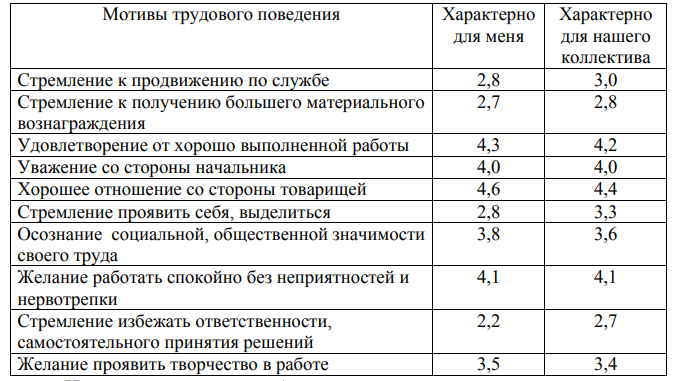 Мотивы трудового поведения Характерно для меня Характерно для нашего коллектива
Стремление к продвижению по службе 2,8 3,0
Стремление к получению большего материального
вознаграждения 2,7 2,8
Удовлетворение от хорошо выполненной работы 4,3 4,2
Уважение со стороны начальника 4,0 4,0
Хорошее отношение со стороны товарищей 4,6 4,4
Стремление проявить себя, выделиться 2,8 3,3
Осознание социальной, общественной значимости
своего труда 3,8 3,6
Желание работать спокойно без неприятностей и
нервотрепки 4,1 4,1
Стремление избежать ответственности,
самостоятельного принятия решений 2,2 2,7
Желание проявить творчество в работе 3,5 3,4